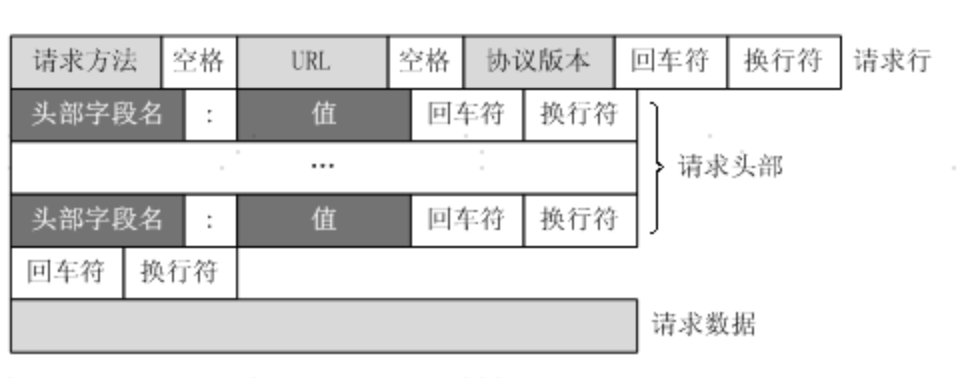 请求方法 空格 URL 空格 协议版本 回车符 换行符 请求行
头部字段名 : 值 回车符 换行符
... 请求头部
头部字段名 : 值 回车符 换行符
回车符 换行符
请求数据